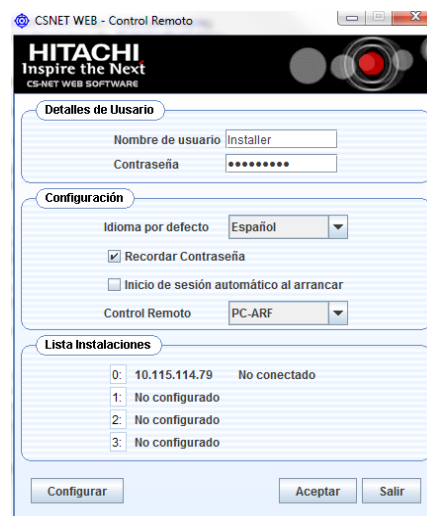 CSNET WEB - Control Remoto
HITACHI
Inspire the Next
CS-NET WEB SOFTWARE
Detalles de Uusario
Nombre de usuario Installer
Contraseña •••••••••
Configuración
Idioma por defecto Español
Recordar Contraseña
Inicio de sesión automático al arrancar
Control Remoto PC-ARF
Lista Instalaciones
0: 10.115.114.79 No conectado
1: No configurado
2: No configurado
3: No configurado
Configurar Aceptar Salir